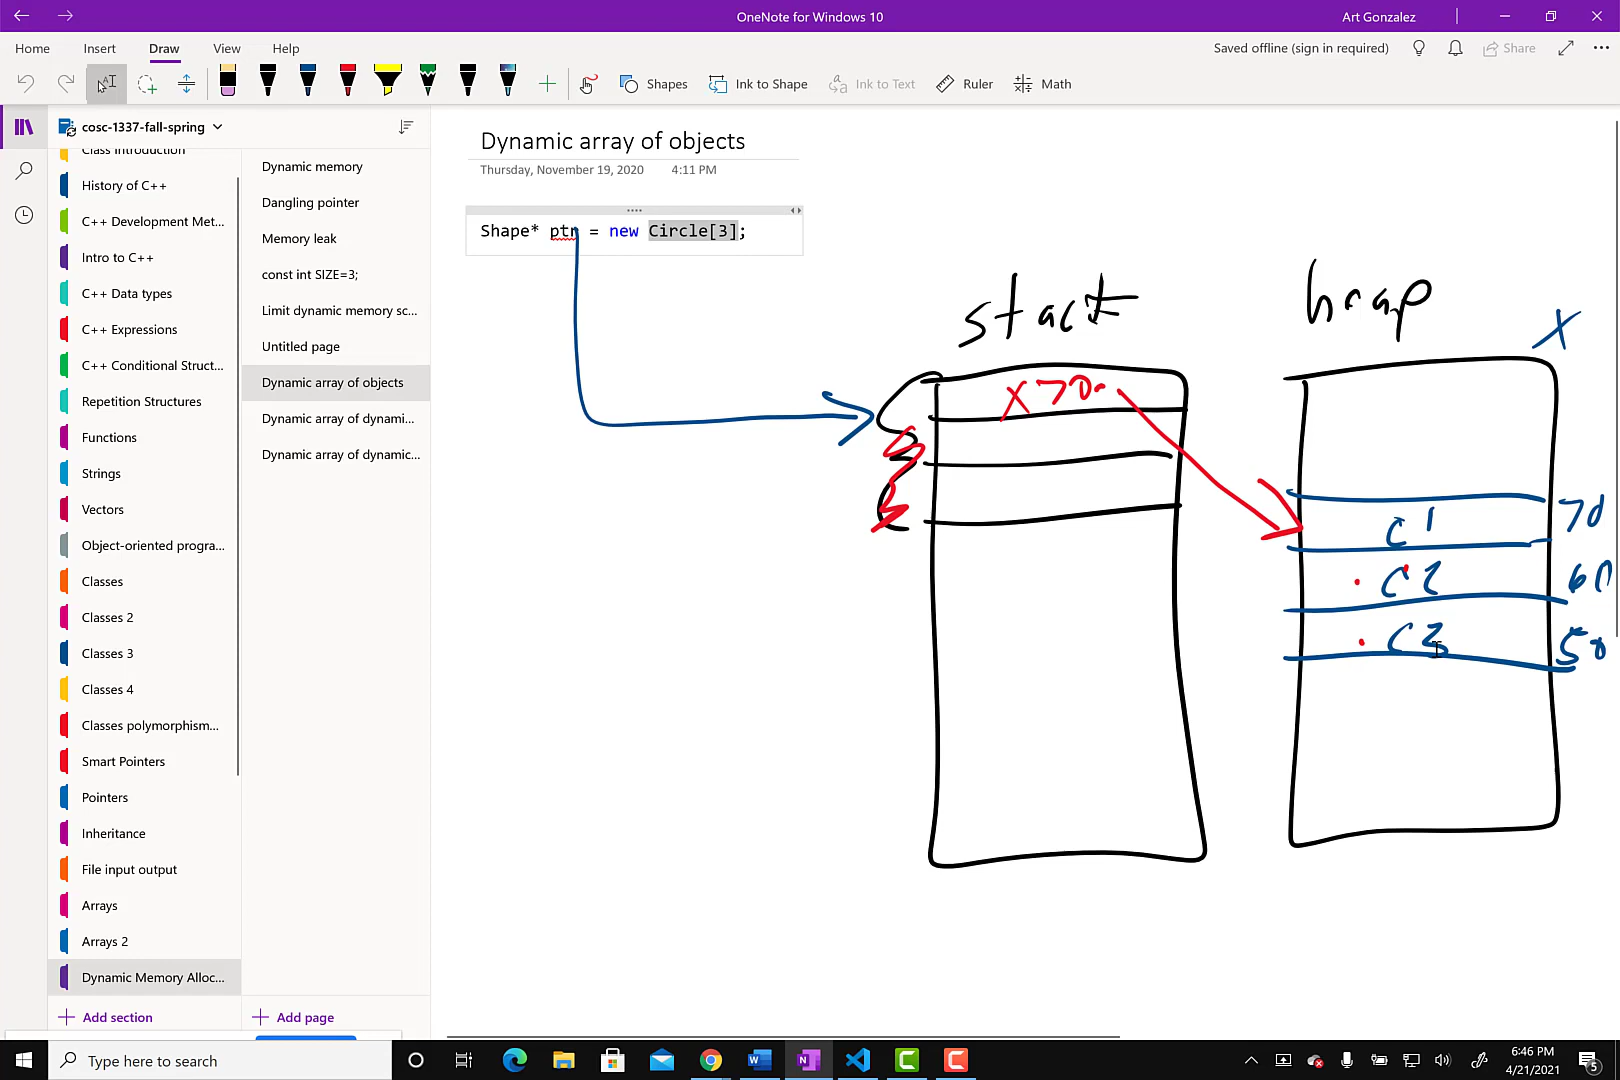 OneNote for Windows 10
Art Gonzalez
Home Insert Draw View Help
Saved offline (sign in required)
Share
Shapes
Ink to Shape
Ink to Text
Ruler
Math
cosc-1337-fall-spring
Class Introduction
History of C++
C++ Development Met...
Intro to C++
C++ Data types
C++ Expressions
C++ Conditional Struct...
Repetition Structures
Functions
Strings
Vectors
Object-oriented progra...
Classes
Classes 2
Classes 3
Classes 4
Classes polymorphism...
Smart Pointers
Pointers
Inheritance
File input output
Arrays
Arrays 2
Dynamic Memory Alloc...
Add section
Dynamic memory
Dangling pointer
Memory leak
const int SIZE=3;
Limit dynamic memory sc...
Untitled page
Dynamic array of objects
Dynamic array of dynami...
Dynamic array of dynamic...
Add page
Dynamic array of objects
Thursday, November 19, 2020 4:11 PM
Shape* ptr = new Circle[3];
stack
heap
X
X700
C1
70
C2
60
C3
50
Type here to search
6:46 PM
4/21/2021
5